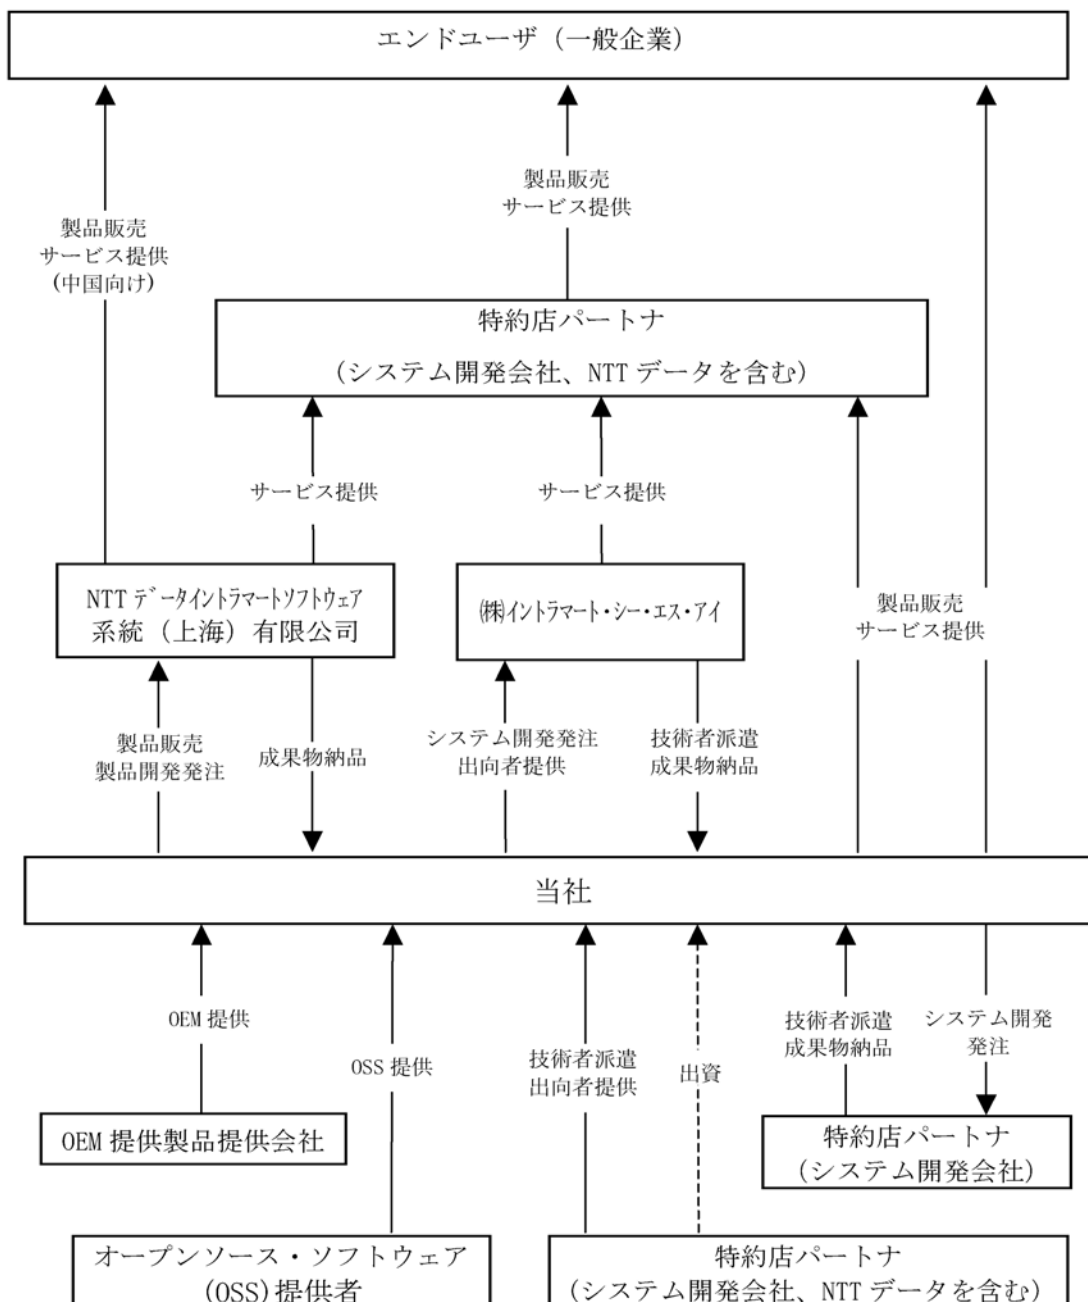 エンドユーザ（一般企業）
製品販売
サービス提供
製品販売
サービス提供
(中国向け)
特約店パートナ
（システム開発会社、NTT データを含む）
サービス提供
サービス提供
NTT ﾃﾞｰﾀｲﾝﾄﾗﾏｰﾄｿﾌﾄｳｪｱ
系統（上海）有限公司
㈱ｲﾝﾄﾗﾏｰﾄ・ｼｰ・ｴｽ・ｱｲ
製品販売
サービス提供
製品販売
製品開発発注
成果物納品
システム開発発注
出向者提供
技術者派遣
成果物納品
当社
OEM 提供
OSS 提供
技術者派遣
出向者提供
出資
技術者派遣
成果物納品
システム開発
発注
OEM 提供製品提供会社
特約店パートナ
（システム開発会社）
オープンソース・ソフトウェア
(OSS)提供者
特約店パートナ
（システム開発会社、NTT データを含む）